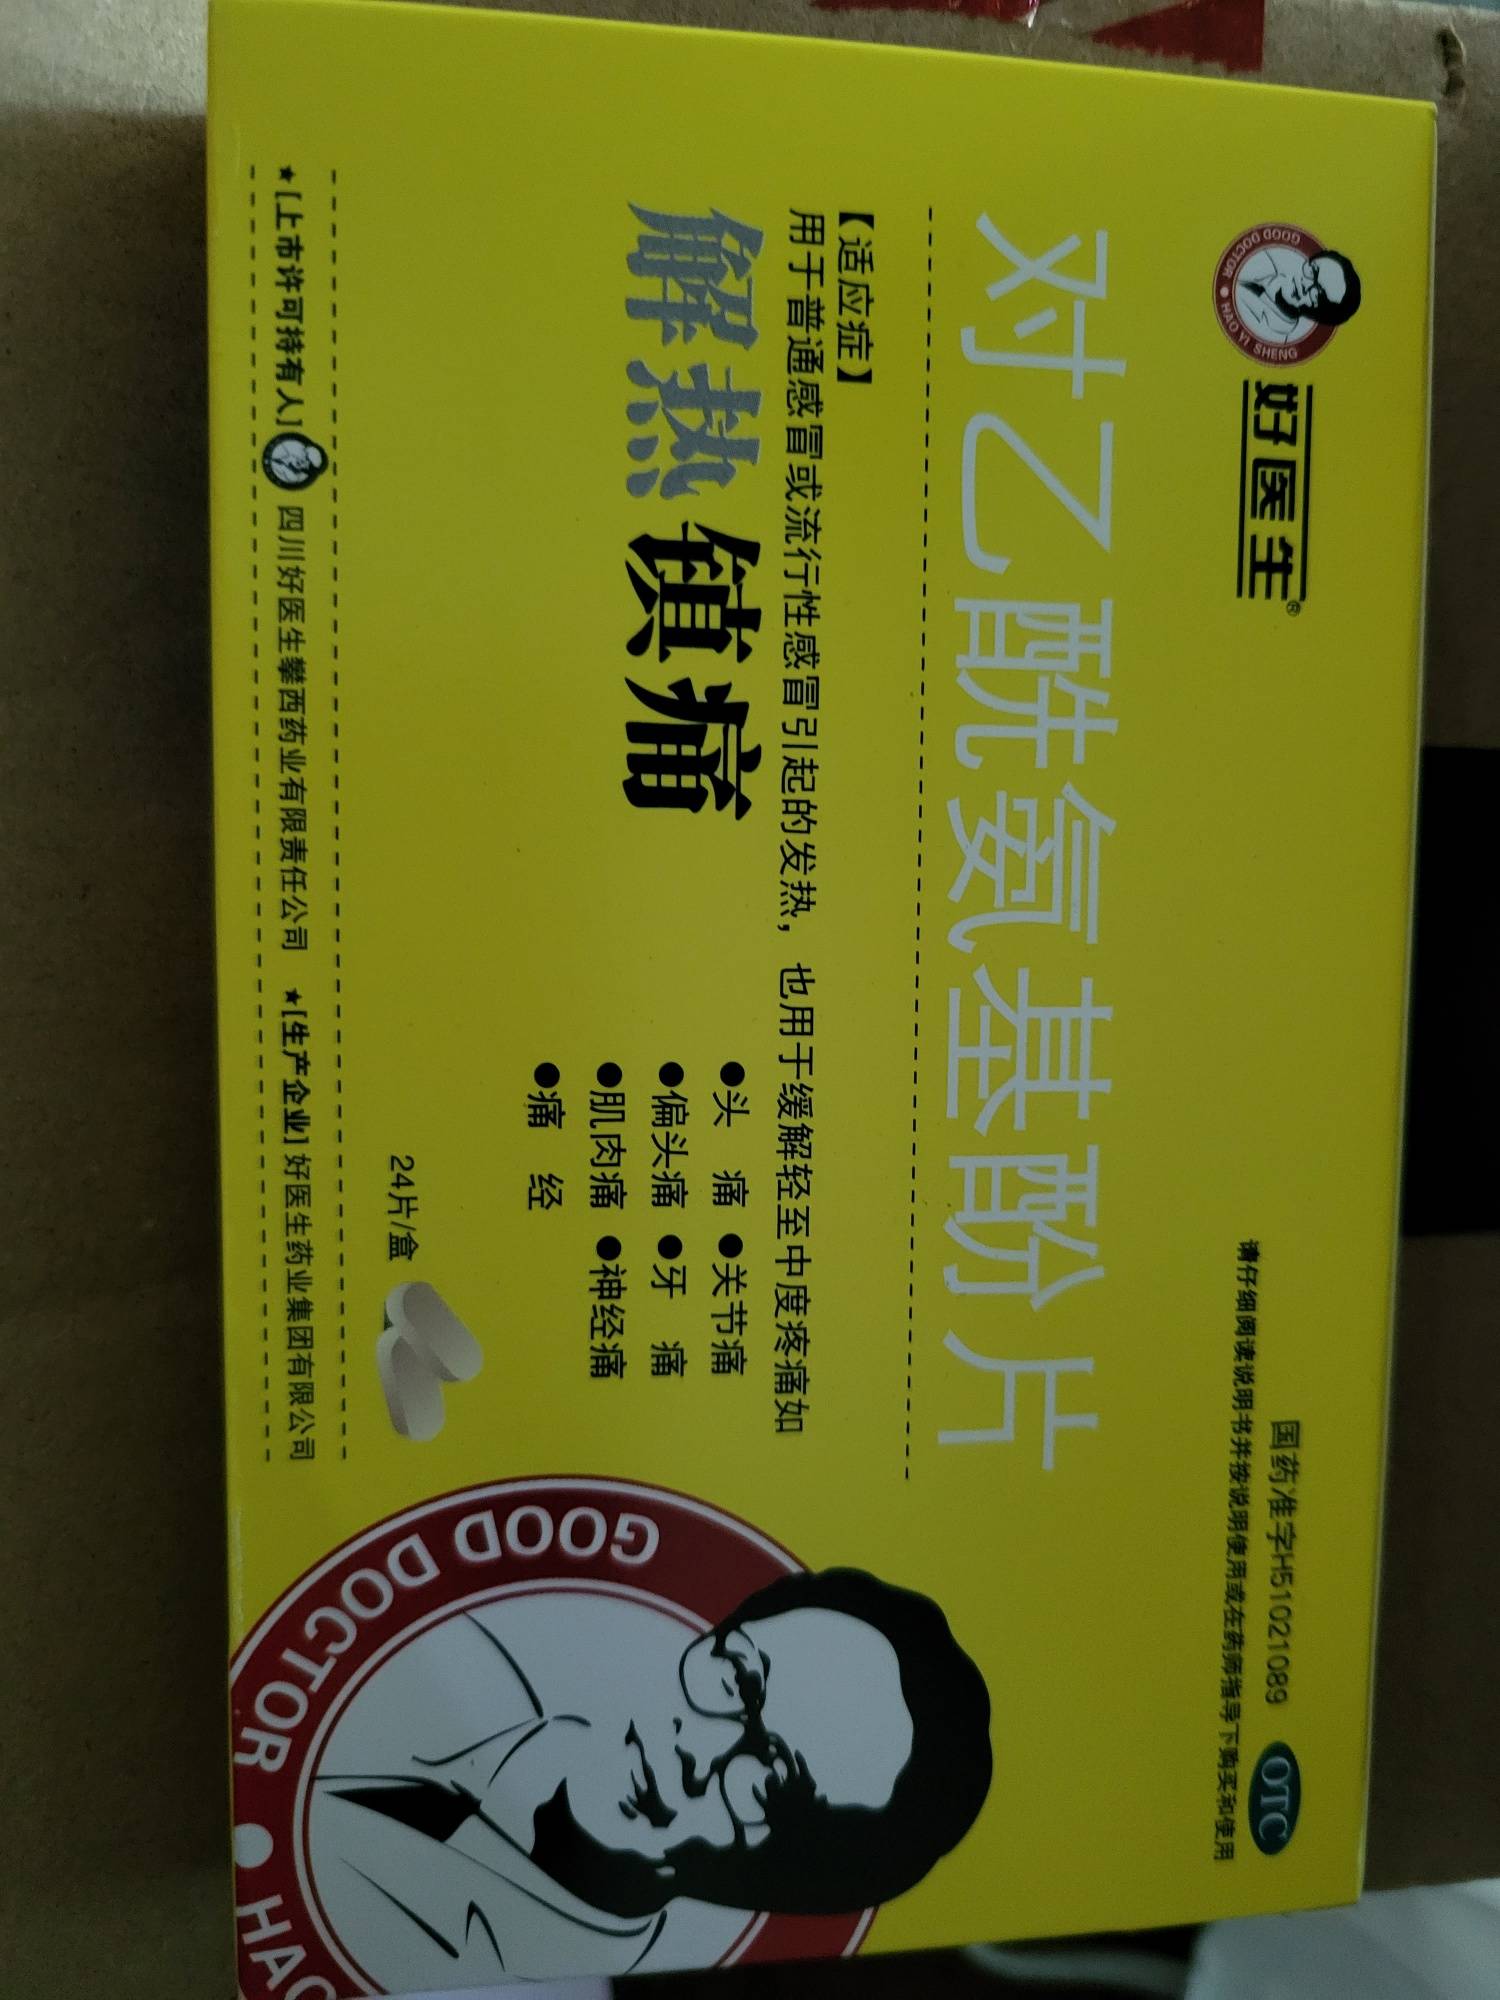 GOOD DOCTOR • HAO YI SHENG
好医生®
国药准字H51021089
OTC
请仔细阅读说明书并按说明使用或在药师指导下购买和使用
对乙酰氨基酚片
【适应症】
用于普通感冒或流行性感冒引起的发热，也用于缓解轻至中度疼痛如
解热镇痛
●头 痛 ●关节痛
●偏头痛 ●牙 痛
●肌肉痛 ●神经痛
●痛 经
24片/盒
★[上市许可持有人] 四川好医生攀西药业有限责任公司 ★[生产企业] 好医生药业集团有限公司
GOOD DOCTOR • HAO